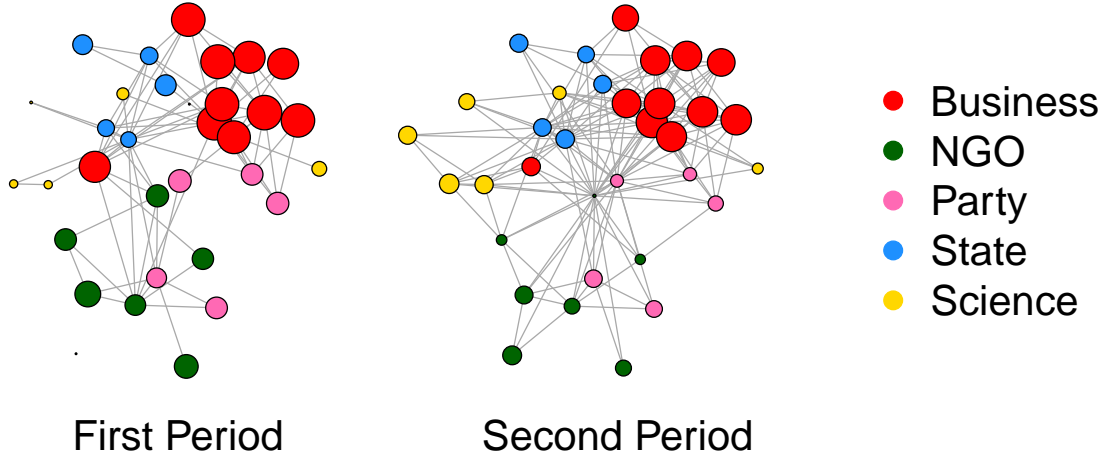 Business
NGO
Party
State
Science
First Period
Second Period